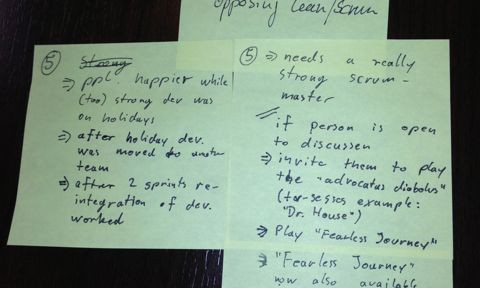 opposing lean/scrum
5
Strong
⇒ ppl. happier while
(too) strong dev was
on holidays
⇒ after holiday dev.
was moved to another
team
⇒ after 2 sprints re-
integration of dev.
worked
5 ⇒ needs a really
strong scrum-
master
if person is open
to discussen
⇒ invite them to play
the "advocatus diabolus"
example:
"Dr. House")
⇒ Play "Fearless Journey"
⇒ "Fearless Journey"
now also available